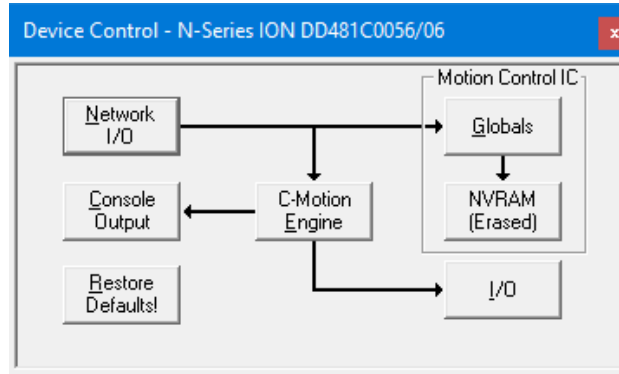 Device Control - N-Series ION DD481C0056/06
x
Motion Control IC
Network
I/O
Globals
Console
Output
C-Motion
Engine
NVRAM
(Erased)
Restore
Defaults!
I/O